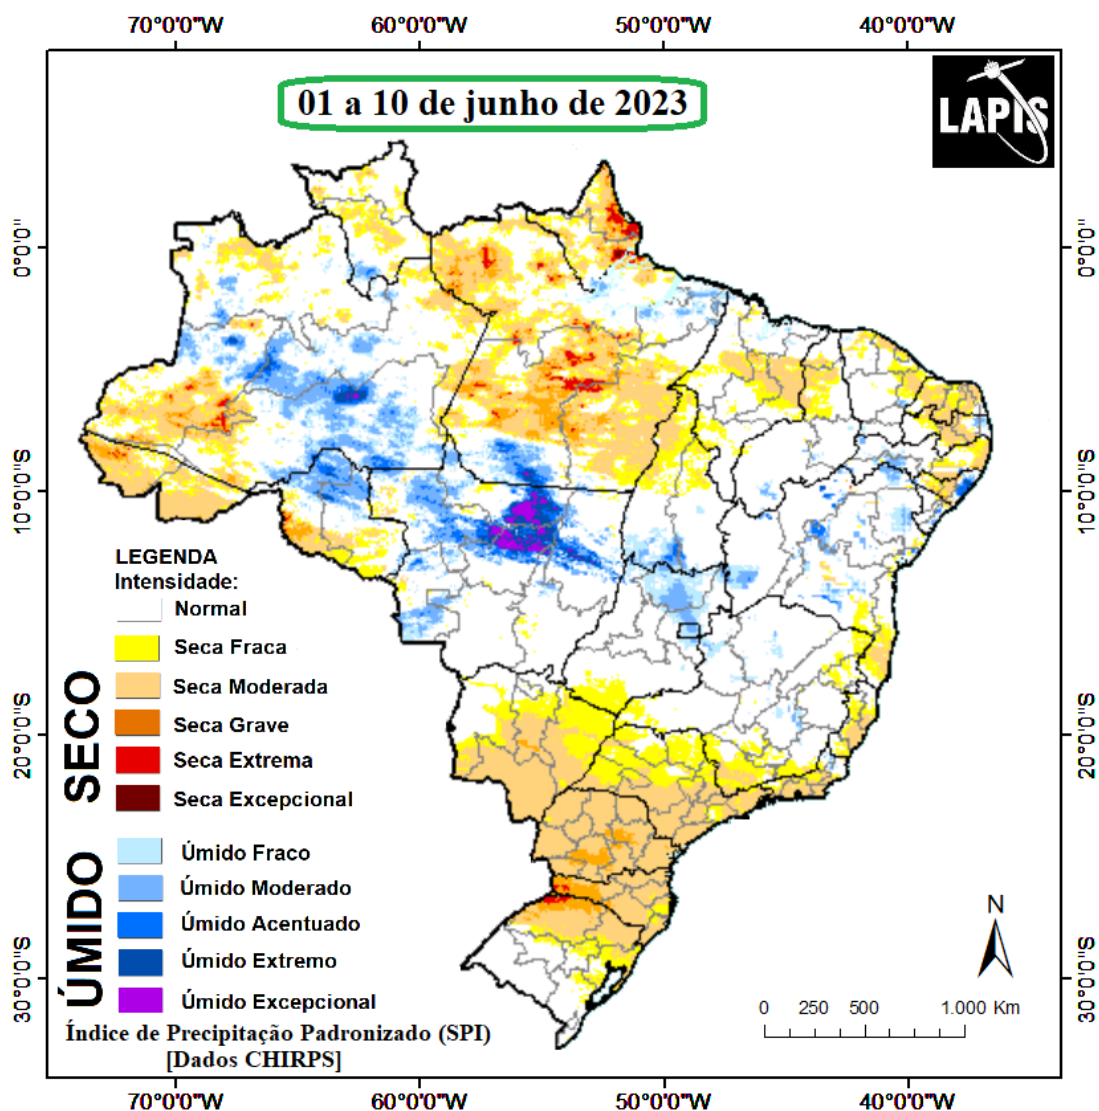 70°0'0"W 60°0'0"W 50°0'0"W 40°0'0"W
01 a 10 de junho de 2023
LAPIS
0°0'0"
0°0'0"
10°0'0"S
10°0'0"S
20°0'0"S
20°0'0"S
30°0'0"S
30°0'0"S
LEGENDA
Intensidade:
Normal
SECO
Seca Fraca
Seca Moderada
Seca Grave
Seca Extrema
Seca Excepcional
ÚMIDO
Úmido Fraco
Úmido Moderado
Úmido Acentuado
Úmido Extremo
Úmido Excepcional
Índice de Precipitação Padronizado (SPI)
[Dados CHIRPS]
N
0 250 500 1.000 Km
70°0'0"W 60°0'0"W 50°0'0"W 40°0'0"W